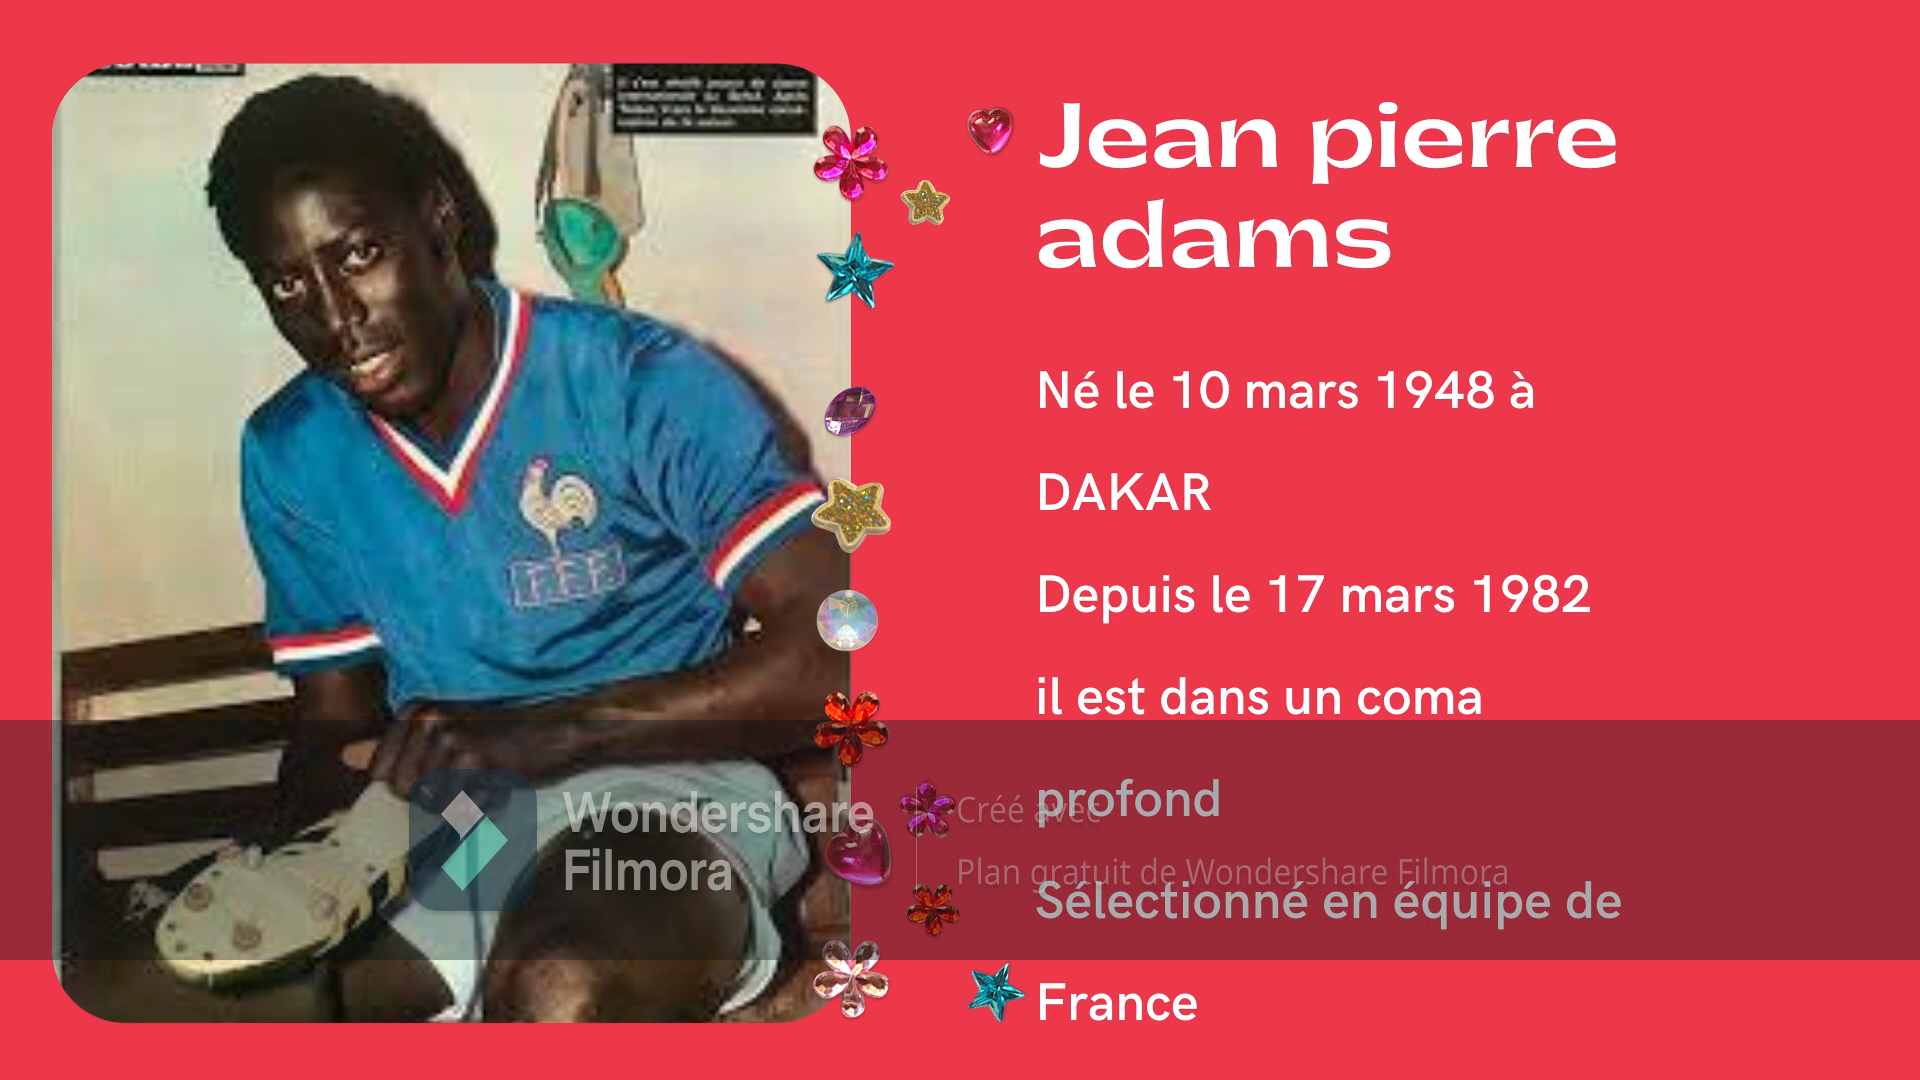 Jean pierre
adams
Né le 10 mars 1948 à
DAKAR
Depuis le 17 mars 1982
il est dans un coma
profond
Sélectionné en équipe de
France
FFF
Wondershare
Filmora
Créé avec
Plan gratuit de Wondershare Filmora